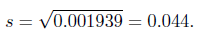 s = √0.001939 = 0.044.